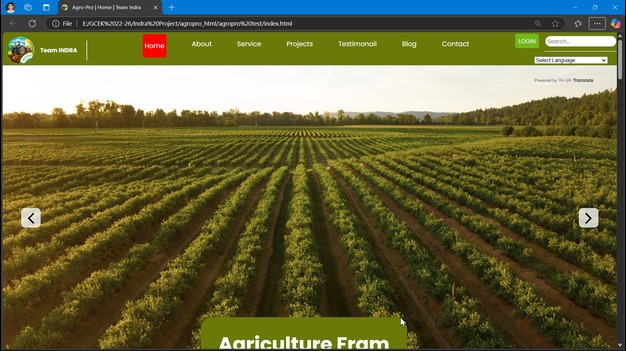 Agro-Pro | Home | Team Indra
File E:/GCEK%2022-26/Indra%20Project/agropro_html/agropro%20test/index.html
Team INDRA
Home
About
Service
Projects
Testimonail
Blog
Contact
LOGIN
Search...
Select Language
Powered by Google Translate
Agriculture Fram